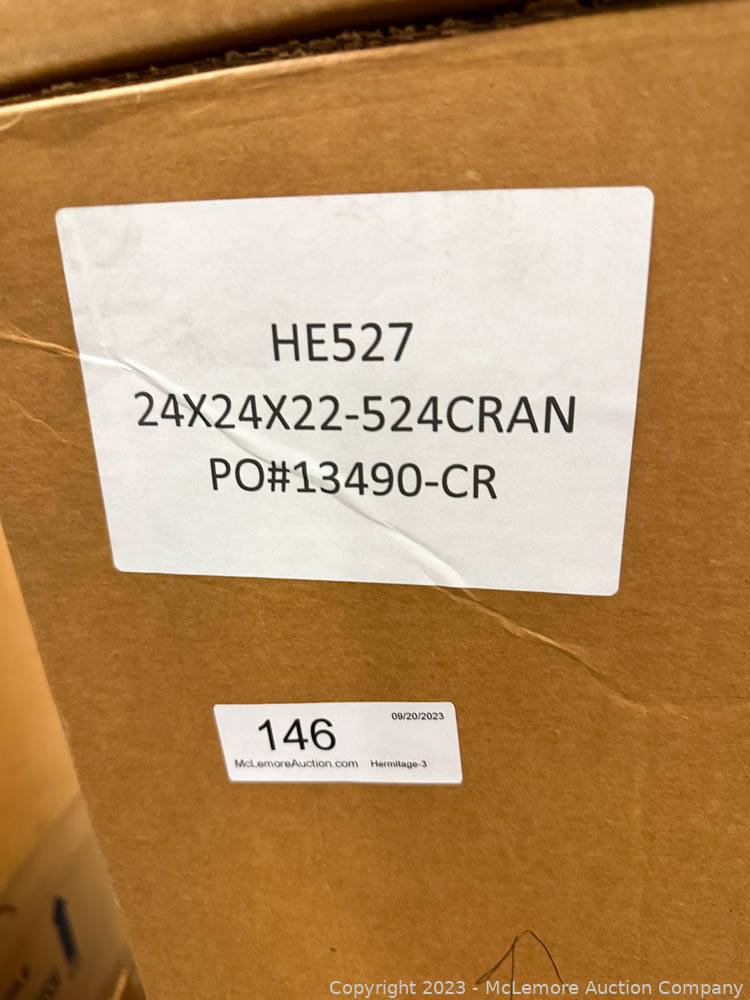 HE527
24X24X22-524CRAN
PO#13490-CR
146
09/20/2023
McLemoreAuction.com Hermitage-3
Copyright 2023 - McLemore Auction Company